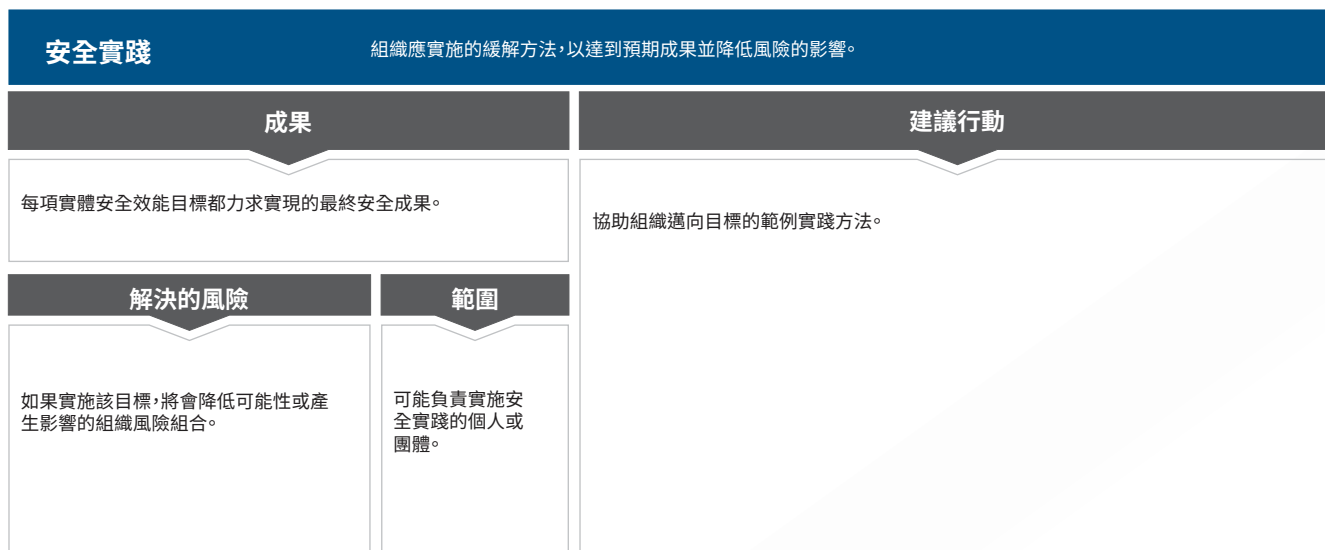 安全實踐
組織應實施的緩解方法，以達到預期成果並降低風險的影響。
成果
每項實體安全效能目標都力求實現的最終安全成果。
解決的風險
如果實施該目標，將會降低可能性或產
生影響的組織風險組合。
範圍
可能負責實施安
全實踐的個人或
團體。
建議行動
協助組織邁向目標的範例實踐方法。